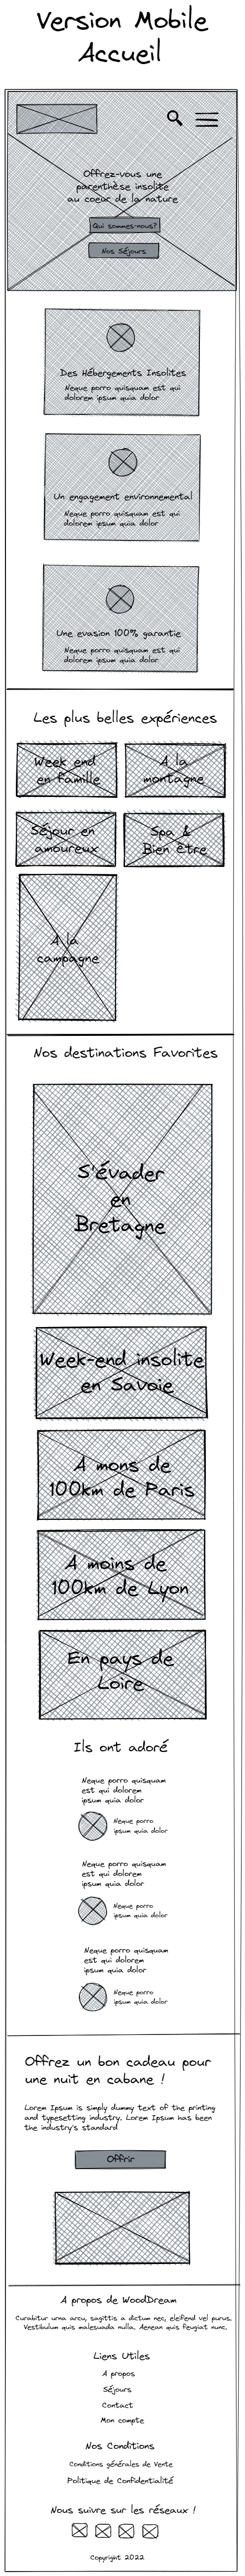 Version Mobile
Accueil
Offrez-vous une
parenthèse insolite
au coeur de la nature
Qui sommes-nous?
Nos Séjours
Des Hébergements Insolites
Neque porro quisquam est qui
dolorem ipsum quia dolor
Un engagement environnemental
Neque porro quisquam est qui
dolorem ipsum quia dolor
Une evasion 100% garantie
Neque porro quisquam est qui
dolorem ipsum quia dolor
Les plus belles expériences
Week end
en famille
A la
montagne
Séjour en
amoureux
Spa &
Bien être
A la
campagne
Nos destinations Favorites
S'évader
en
Bretagne
Week-end insolite
en Savoie
A mons de
100km de Paris
A moins de
100km de Lyon
En pays de
Loire
Ils ont adoré
Neque porro quisquam
est qui dolorem
ipsum quia dolor
Neque porro
ipsum quia dolor
Neque porro quisquam
est qui dolorem
ipsum quia dolor
Neque porro
ipsum quia dolor
Neque porro quisquam
est qui dolorem
ipsum quia dolor
Neque porro
ipsum quia dolor
Offrez un bon cadeau pour
une nuit en cabane !
Lorem Ipsum is simply dummy text of the printing
and typesetting industry. Lorem Ipsum has been
the industry's standard
Offrir
A propos de WoodDream
Curabitur urna arcu, sagittis a dictum nec, eleifend vel purus.
Vestibulum quis malesuada nulla. Aenean quis feugiat nunc.
Liens Utiles
A propos
Séjours
Contact
Mon compte
Nos Conditions
Conditions générales de Vente
Politique de Confidentialité
Nous suivre sur les réseaux !
Copyright 2022